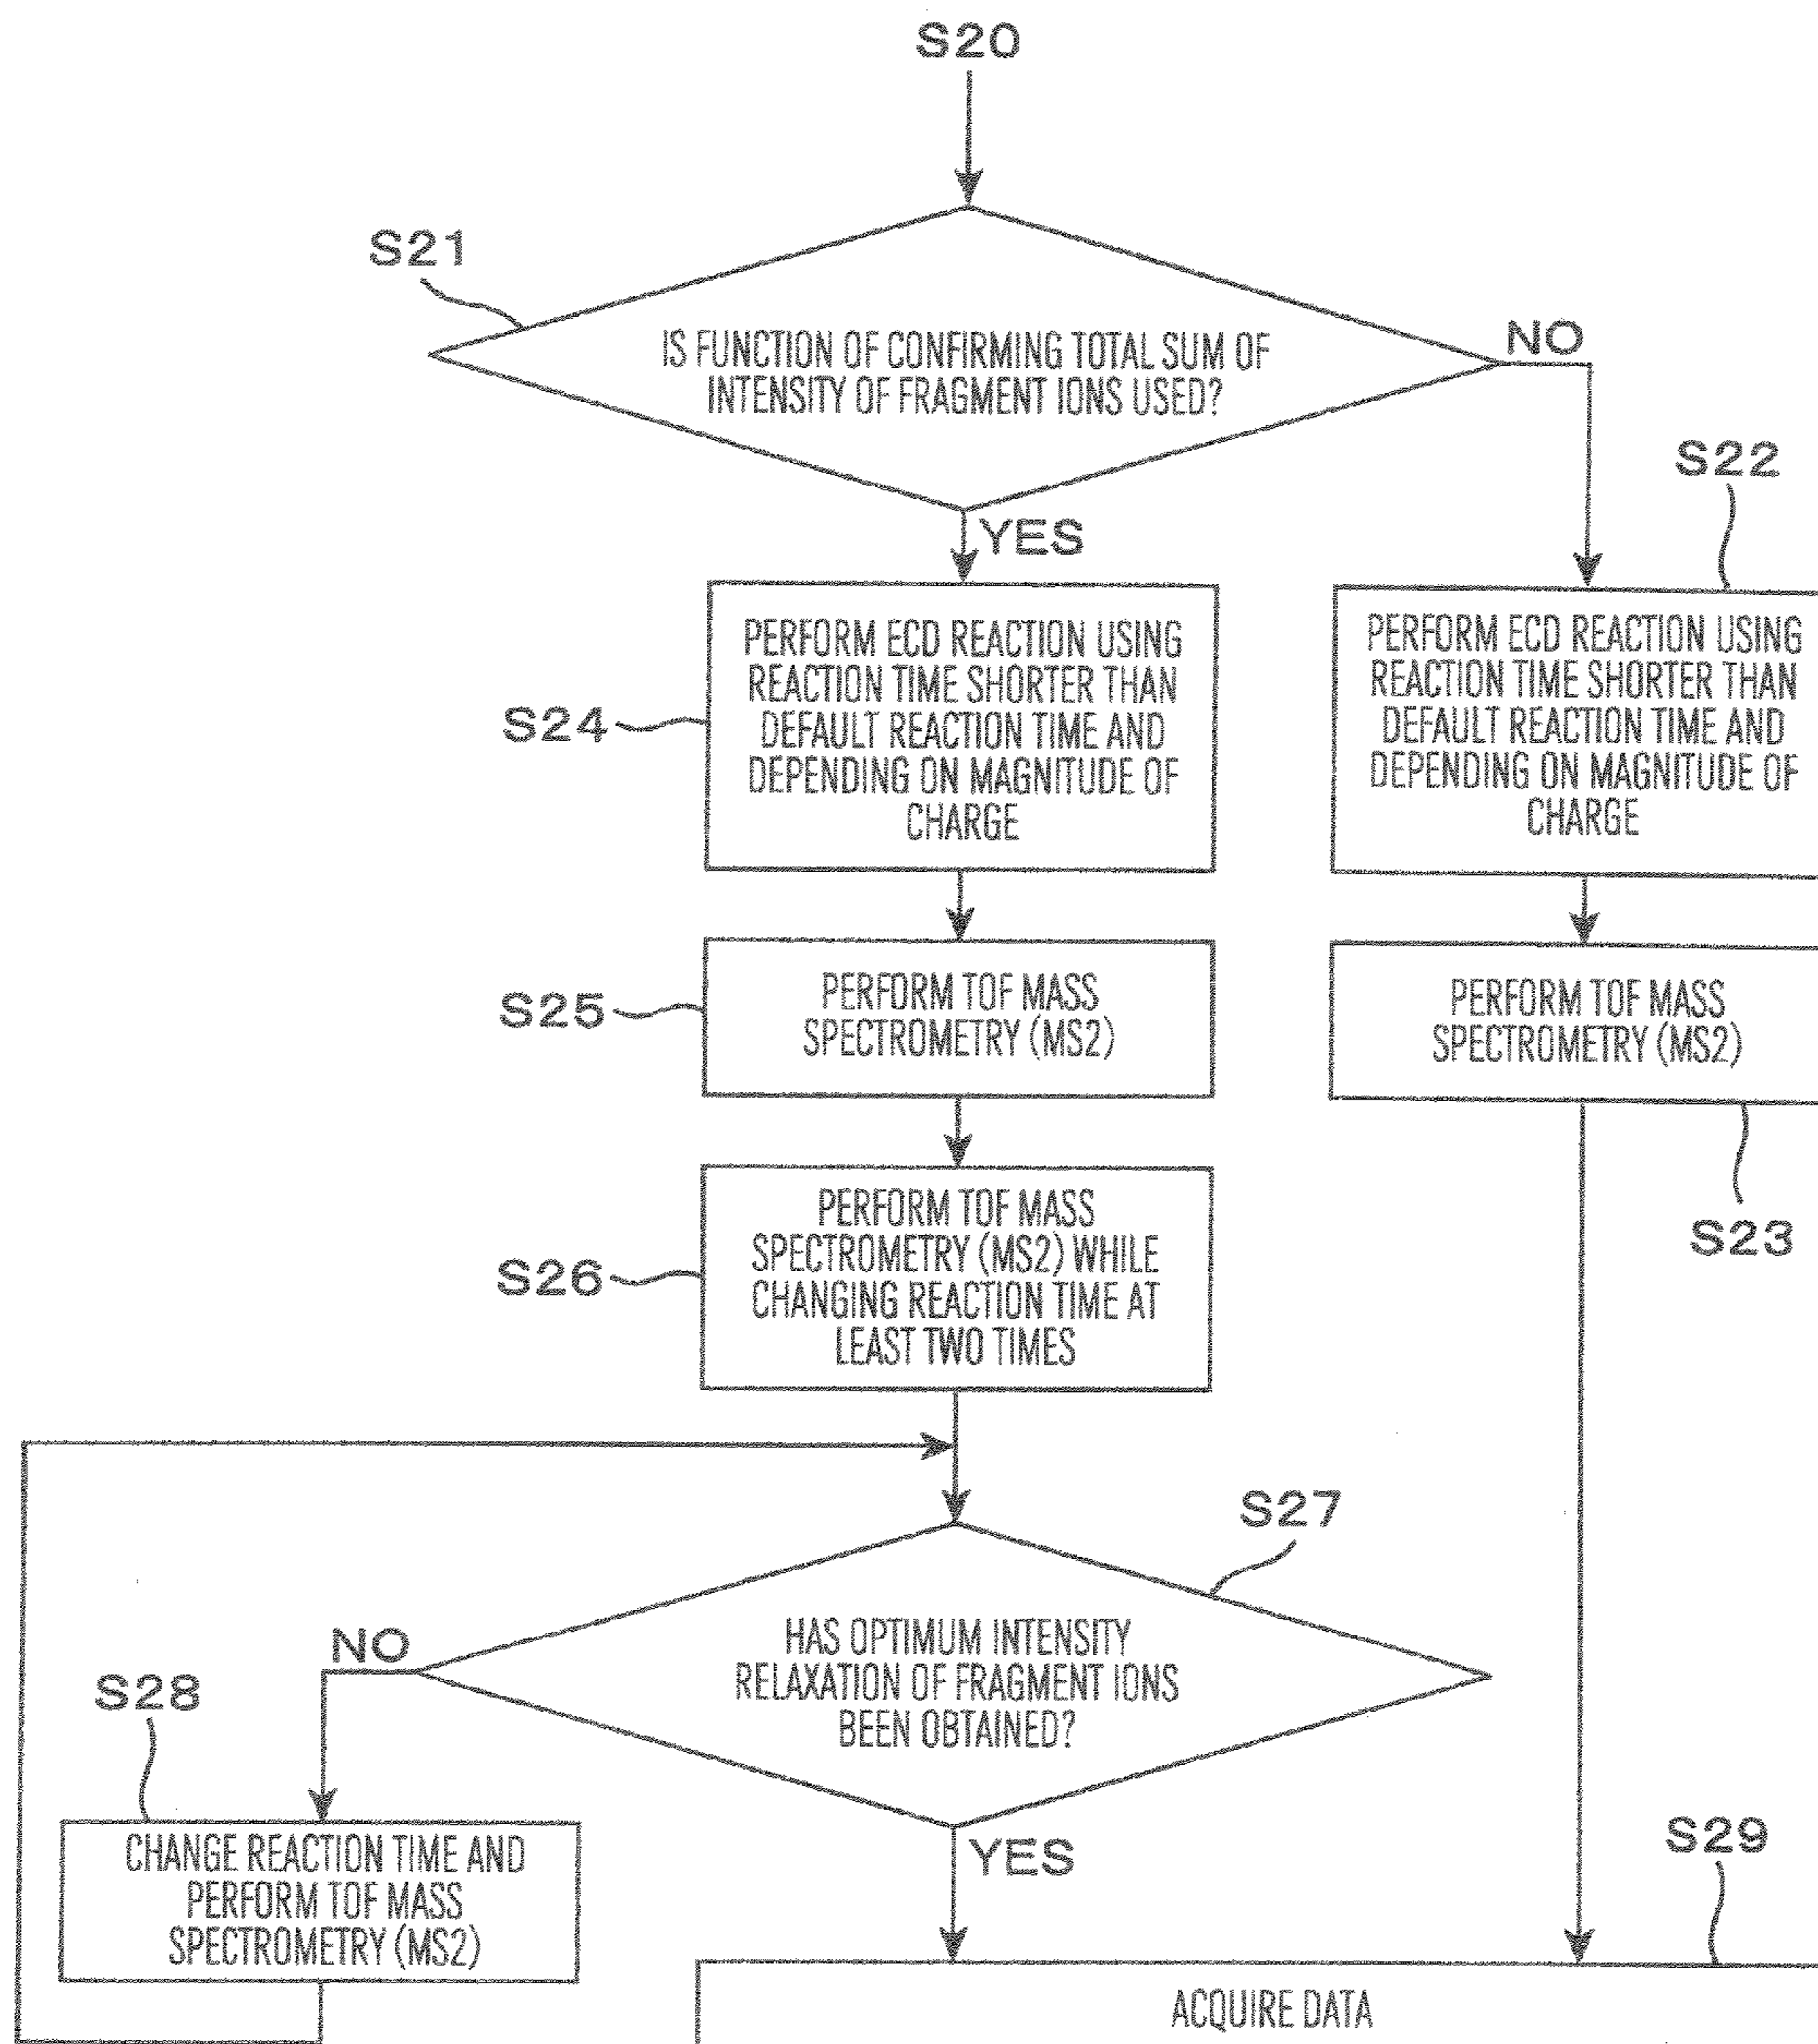 S20
S21
IS FUNCTION OF CONFIRMING TOTAL SUM OF
INTENSITY OF FRAGMENT IONS USED?
NO
YES
S22
PERFORM ECD REACTION USING
REACTION TIME SHORTER THAN
DEFAULT REACTION TIME AND
DEPENDING ON MAGNITUDE OF
CHARGE
S24
PERFORM ECD REACTION USING
REACTION TIME SHORTER THAN
DEFAULT REACTION TIME AND
DEPENDING ON MAGNITUDE OF
CHARGE
S25
PERFORM TOF MASS
SPECTROMETRY (MS2)
PERFORM TOF MASS
SPECTROMETRY (MS2)
S23
S26
PERFORM TOF MASS
SPECTROMETRY (MS2) WHILE
CHANGING REACTION TIME AT
LEAST TWO TIMES
S27
HAS OPTIMUM INTENSITY
RELAXATION OF FRAGMENT IONS
BEEN OBTAINED?
NO
YES
S28
CHANGE REACTION TIME AND
PERFORM TOF MASS
SPECTROMETRY (MS2)
S29
ACQUIRE DATA